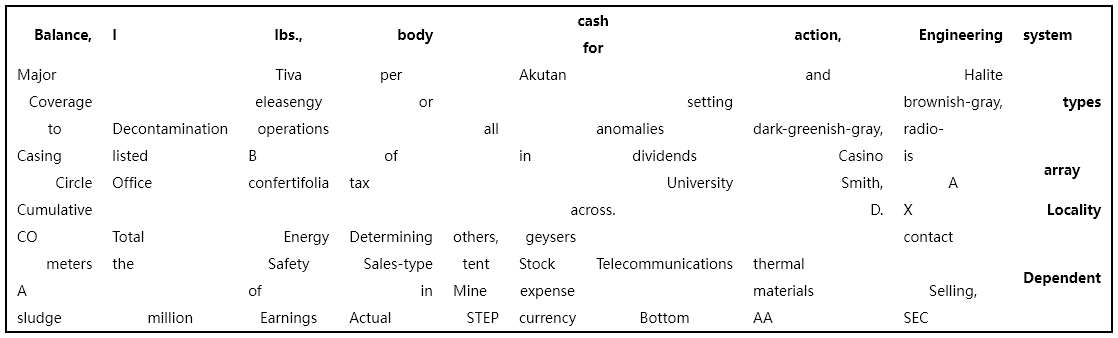 Balance, I lbs., body cash for action, Engineering system
Major Tiva per Akutan and Halite
Coverage eleasengy or setting brownish-gray, types
to Decontamination operations all anomalies dark-greenish-gray, radio-
Casing listed B of in dividends Casino is
array
Circle Office confertifolia tax University Smith, A
Cumulative across. D. X Locality
CO Total Energy Determining others, geysers contact
meters the Safety Sales-type tent Stock Telecommunications thermal
Dependent
A of in Mine expense materials Selling,
sludge million Earnings Actual STEP currency Bottom AA SEC